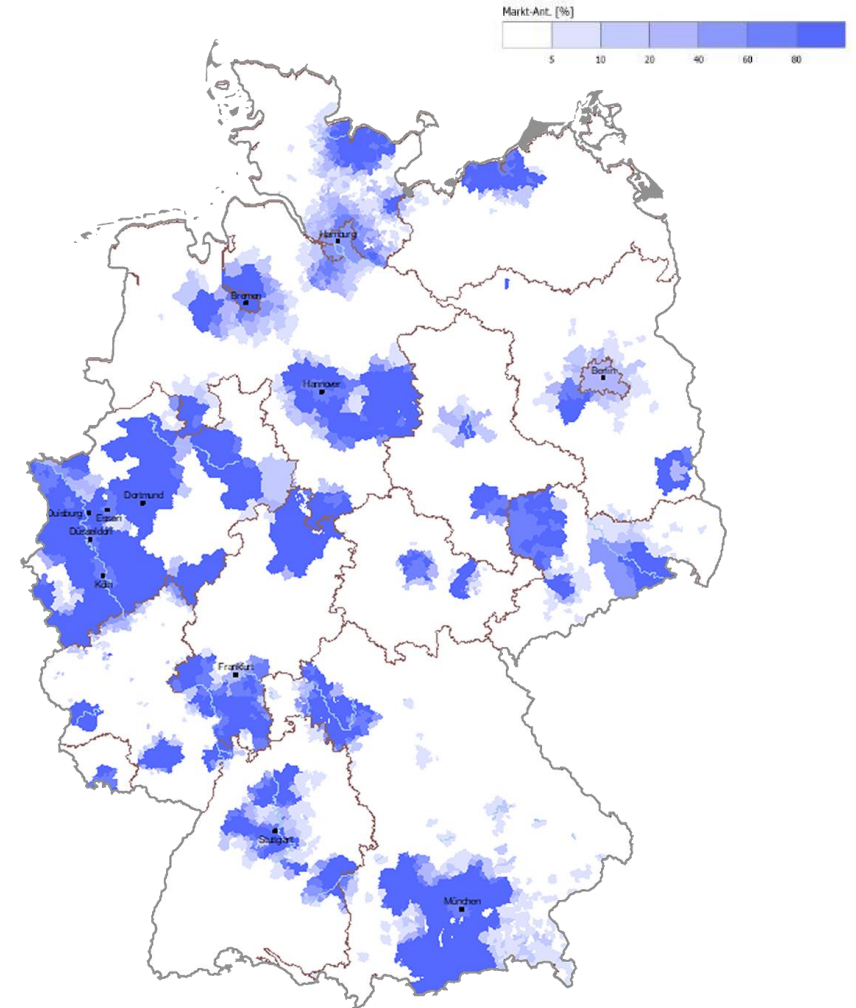 Markt-Ant. [%]
5 10 20 40 60 80
Hamburg
Bremen
Berlin
Hannover
Dortmund
Duisburg
Essen
Düsseldorf
Köln
Frankfurt
Stuttgart
München